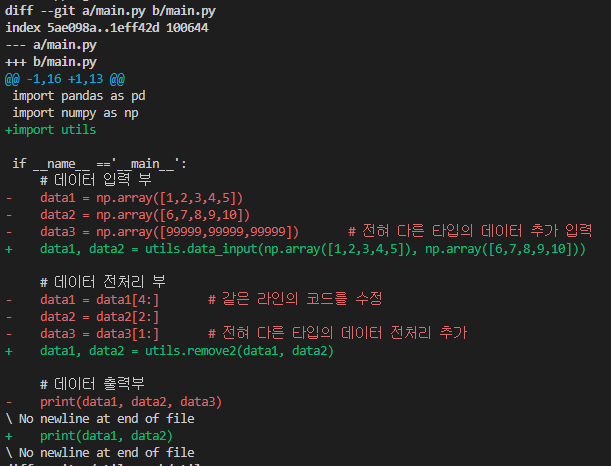 diff --git a/main.py b/main.py
index 5ae098a..1eff42d 100644
--- a/main.py
+++ b/main.py
@@ -1,16 +1,13 @@
 import pandas as pd
 import numpy as np
+import utils

 if __name__ =='__main__':
     # 데이터 입력 부
-    data1 = np.array([1,2,3,4,5])
-    data2 = np.array([6,7,8,9,10])
-    data3 = np.array([99999,99999,99999])       # 전혀 다른 타입의 데이터 추가 입력
+    data1, data2 = utils.data_input(np.array([1,2,3,4,5]), np.array([6,7,8,9,10]))

     # 데이터 전처리 부
-    data1 = data1[4:]       # 같은 라인의 코드를 수정
-    data2 = data2[2:]
-    data3 = data3[1:]       # 전혀 다른 타입의 데이터 전처리 추가
+    data1, data2 = utils.remove2(data1, data2)

     # 데이터 출력부
-    print(data1, data2, data3)
\ No newline at end of file
+    print(data1, data2)
\ No newline at end of file